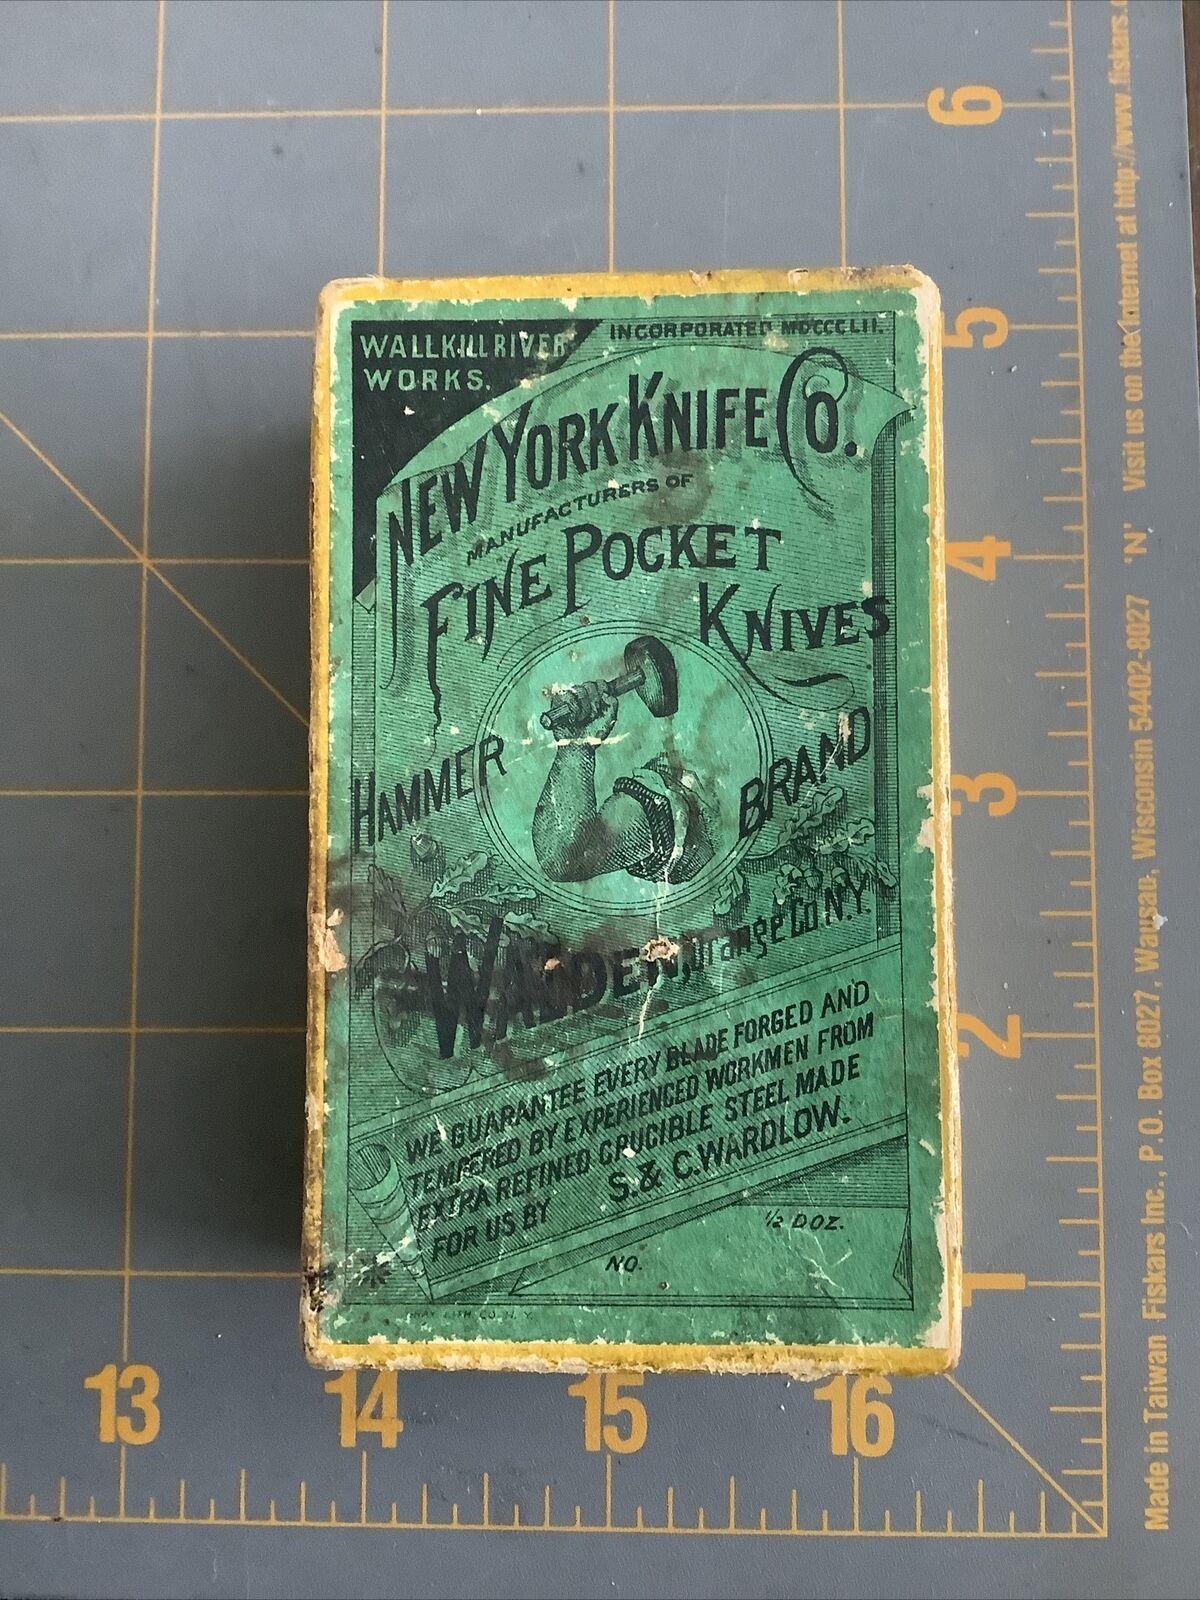 WALLKILL RIVER
WORKS.
INCORPORATED MDCCCLII.
NEW YORK KNIFE CO.
MANUFACTURERS OF
FINE POCKET
KNIVES
HAMMER BRAND
WALDEN Orange Co N.Y.
WE GUARANTEE EVERY BLADE FORGED AND
TEMPERED BY EXPERIENCED WORKMEN FROM
EXTRA REFINED CRUCIBLE STEEL MADE
FOR US BY S. & C. WARDLOW.
1/2 DOZ.
NO.
LITH. CO. N. Y.
6
5
4
3
2
1
13 14 15 16
Made in Taiwan Fiskars Inc., P.O. Box 8027, Wausau, Wisconsin 54402-8027 'N' Visit us on the Internet at http://www.fiskars.c